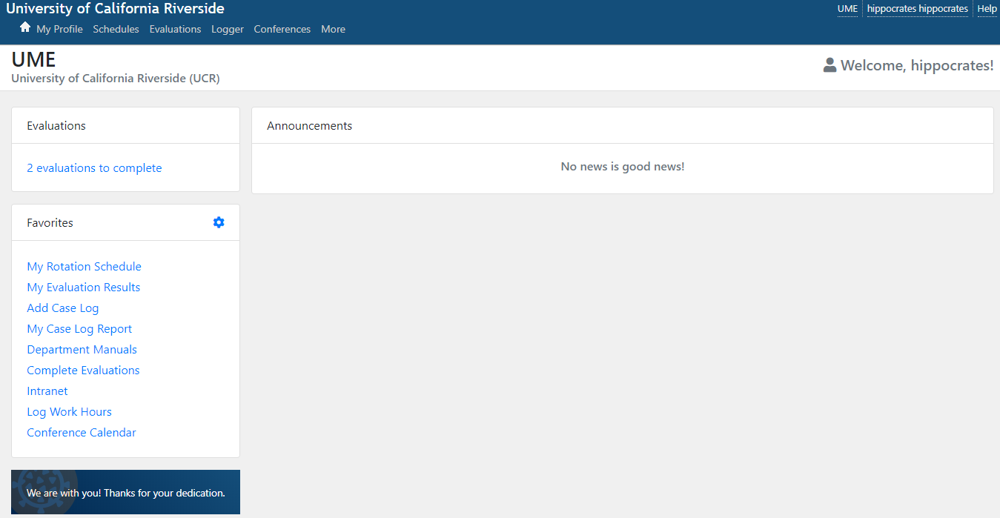 University of California Riverside
UME hippocrates hippocrates Help
My Profile Schedules Evaluations Logger Conferences More
UME
University of California Riverside (UCR)
Welcome, hippocrates!
Evaluations
2 evaluations to complete
Announcements
No news is good news!
Favorites
My Rotation Schedule
My Evaluation Results
Add Case Log
My Case Log Report
Department Manuals
Complete Evaluations
Intranet
Log Work Hours
Conference Calendar
We are with you! Thanks for your dedication.